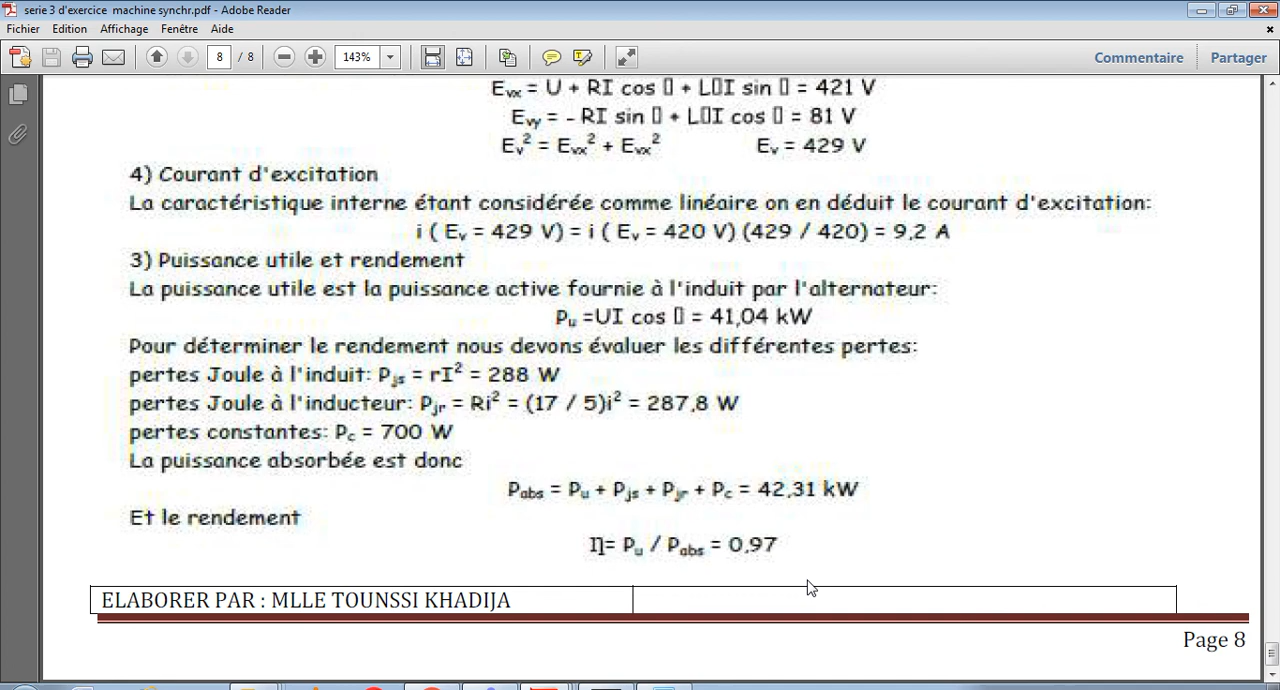 serie 3 d'exercice machine synchr.pdf - Adobe Reader
Fichier Edition Affichage Fenêtre Aide
8 / 8 143% Commentaire Partager
Evx = U + RI cos ▯ + L▯I sin ▯ = 421 V
Evy = - RI sin ▯ + L▯I cos ▯ = 81 V
Ev² = Evx² + Evx² Ev = 429 V
4) Courant d'excitation
La caractéristique interne étant considérée comme linéaire on en déduit le courant d'excitation:
i ( Ev = 429 V) = i ( Ev = 420 V) (429 / 420) = 9,2 A
3) Puissance utile et rendement
La puissance utile est la puissance active fournie à l'induit par l'alternateur:
Pu =UI cos ▯ = 41,04 kW
Pour déterminer le rendement nous devons évaluer les différentes pertes:
pertes Joule à l'induit: Pjs = rI² = 288 W
pertes Joule à l'inducteur: Pjr = Ri² = (17 / 5)i² = 287,8 W
pertes constantes: Pc = 700 W
La puissance absorbée est donc
Pabs = Pu + Pjs + Pjr + Pc = 42,31 kW
Et le rendement
η= Pu / Pabs = 0,97
ELABORER PAR : MLLE TOUNSSI KHADIJA
Page 8